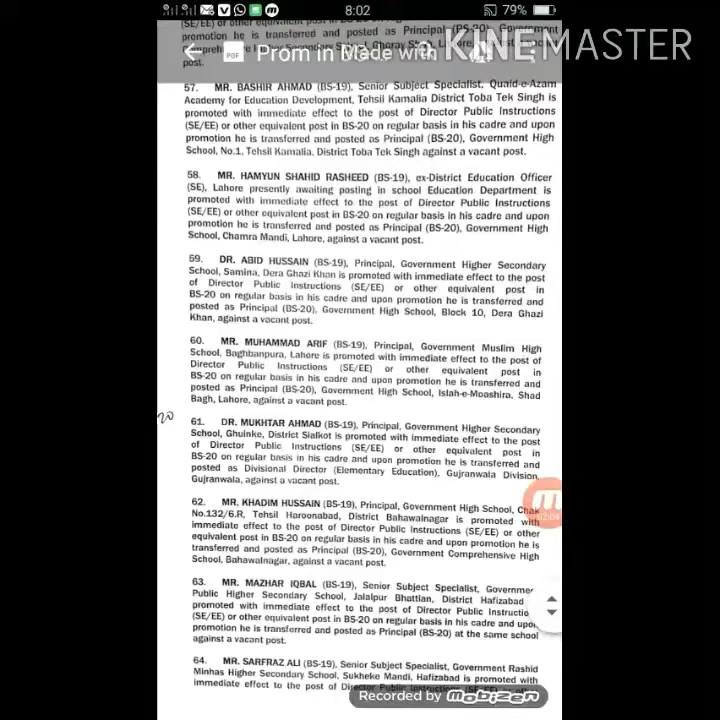 8:02
79%
(SE/EE) or other equivalent post in BS-20 on
promotion he is transferred and posted as Principal (BS-20), Government
post.
PDF Prom in Made with KINEMASTER
57. MR. BASHIR AHMAD (BS-19), Senior Subject Specialist, Quaid-e-Azam
Academy for Education Development, Tehsil Kamalia District Toba Tek Singh is
promoted with immediate effect to the post of Director Public Instructions
(SE/EE) or other equivalent post in BS-20 on regular basis in his cadre and upon
promotion he is transferred and posted as Principal (BS-20), Government High
School, No.1, Tehsil Kamalia, District Toba Tek Singh against a vacant post.
58. MR. HAMYUN SHAHID RASHEED (BS-19), ex-District Education Officer
(SE), Lahore presently awaiting posting in school Education Department is
promoted with immediate effect to the post of Director Public Instructions
(SE/EE) or other equivalent post in BS-20 on regular basis in his cadre and upon
promotion he is transferred and posted as Principal (BS-20), Government High
School, Chamra Mandi, Lahore, against a vacant post.
59. DR. ABID HUSSAIN (BS-19), Principal, Government Higher Secondary
School, Samina, Dera Ghazi Khan is promoted with immediate effect to the post
of Director Public Instructions (SE/EE) or other equivalent post in
BS-20 on regular basis in his cadre and upon promotion he is transferred and
posted as Principal (BS-20), Government High School, Block 10, Dera Ghazi
Khan, against a vacant post.
60. MR. MUHAMMAD ARIF (BS-19), Principal, Government Muslim High
School, Baghbanpura, Lahore is promoted with immediate effect to the post of
Director Public Instructions (SE/EE) or other equivalent post in
BS-20 on regular basis in his cadre and upon promotion he is transferred and
posted as Principal (BS-20), Government High School, Islah-e-Moashira, Shad
Bagh, Lahore, against a vacant post.
20
61. DR. MUKHTAR AHMAD (BS-19), Principal, Government Higher Secondary
School, Ghuinke, District Sialkot is promoted with immediate effect to the post
of Director Public Instructions (SE/EE) or other equivalent post in
BS-20 on regular basis in his cadre and upon promotion he is transferred and
posted as Divisional Director (Elementary Education), Gujranwala Division,
Gujranwala, against a vacant post.
62. MR. KHADIM HUSSAIN (BS-19), Principal, Government High School, Chak
No.132/6.R, Tehsil Haroonabad, District Bahawalnagar is promoted with
immediate effect to the post of Director Public Instructions (SE/EE) or other
equivalent post in BS-20 on regular basis in his cadre and upon promotion he is
transferred and posted as Principal (BS-20), Government Comprehensive High
School, Bahawalnagar, against a vacant post.
63. MR. MAZHAR IQBAL (BS-19), Senior Subject Specialist, Governmen
Public Higher Secondary School, Jalalpur Bhattian, District Hafizabad
promoted with immediate effect to the post of Director Public Instructio
(SE/EE) or other equivalent post in BS-20 on regular basis in his cadre and upon
promotion he is transferred and posted as Principal (BS-20) at the same school
against a vacant post.
64. MR. SARFRAZ ALI (BS-19), Senior Subject Specialist, Government Rashid
Minhas Higher Secondary School, Sukheke Mandi, Hafizabad is promoted with
immediate effect to the post of Director Public Instructions
Recorded by mobizen